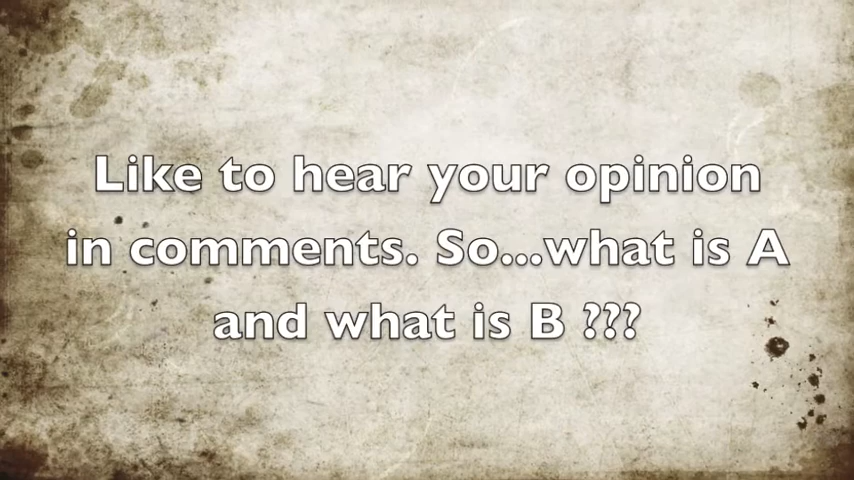 Like to hear your opinion
in comments. So...what is A
and what is B ???